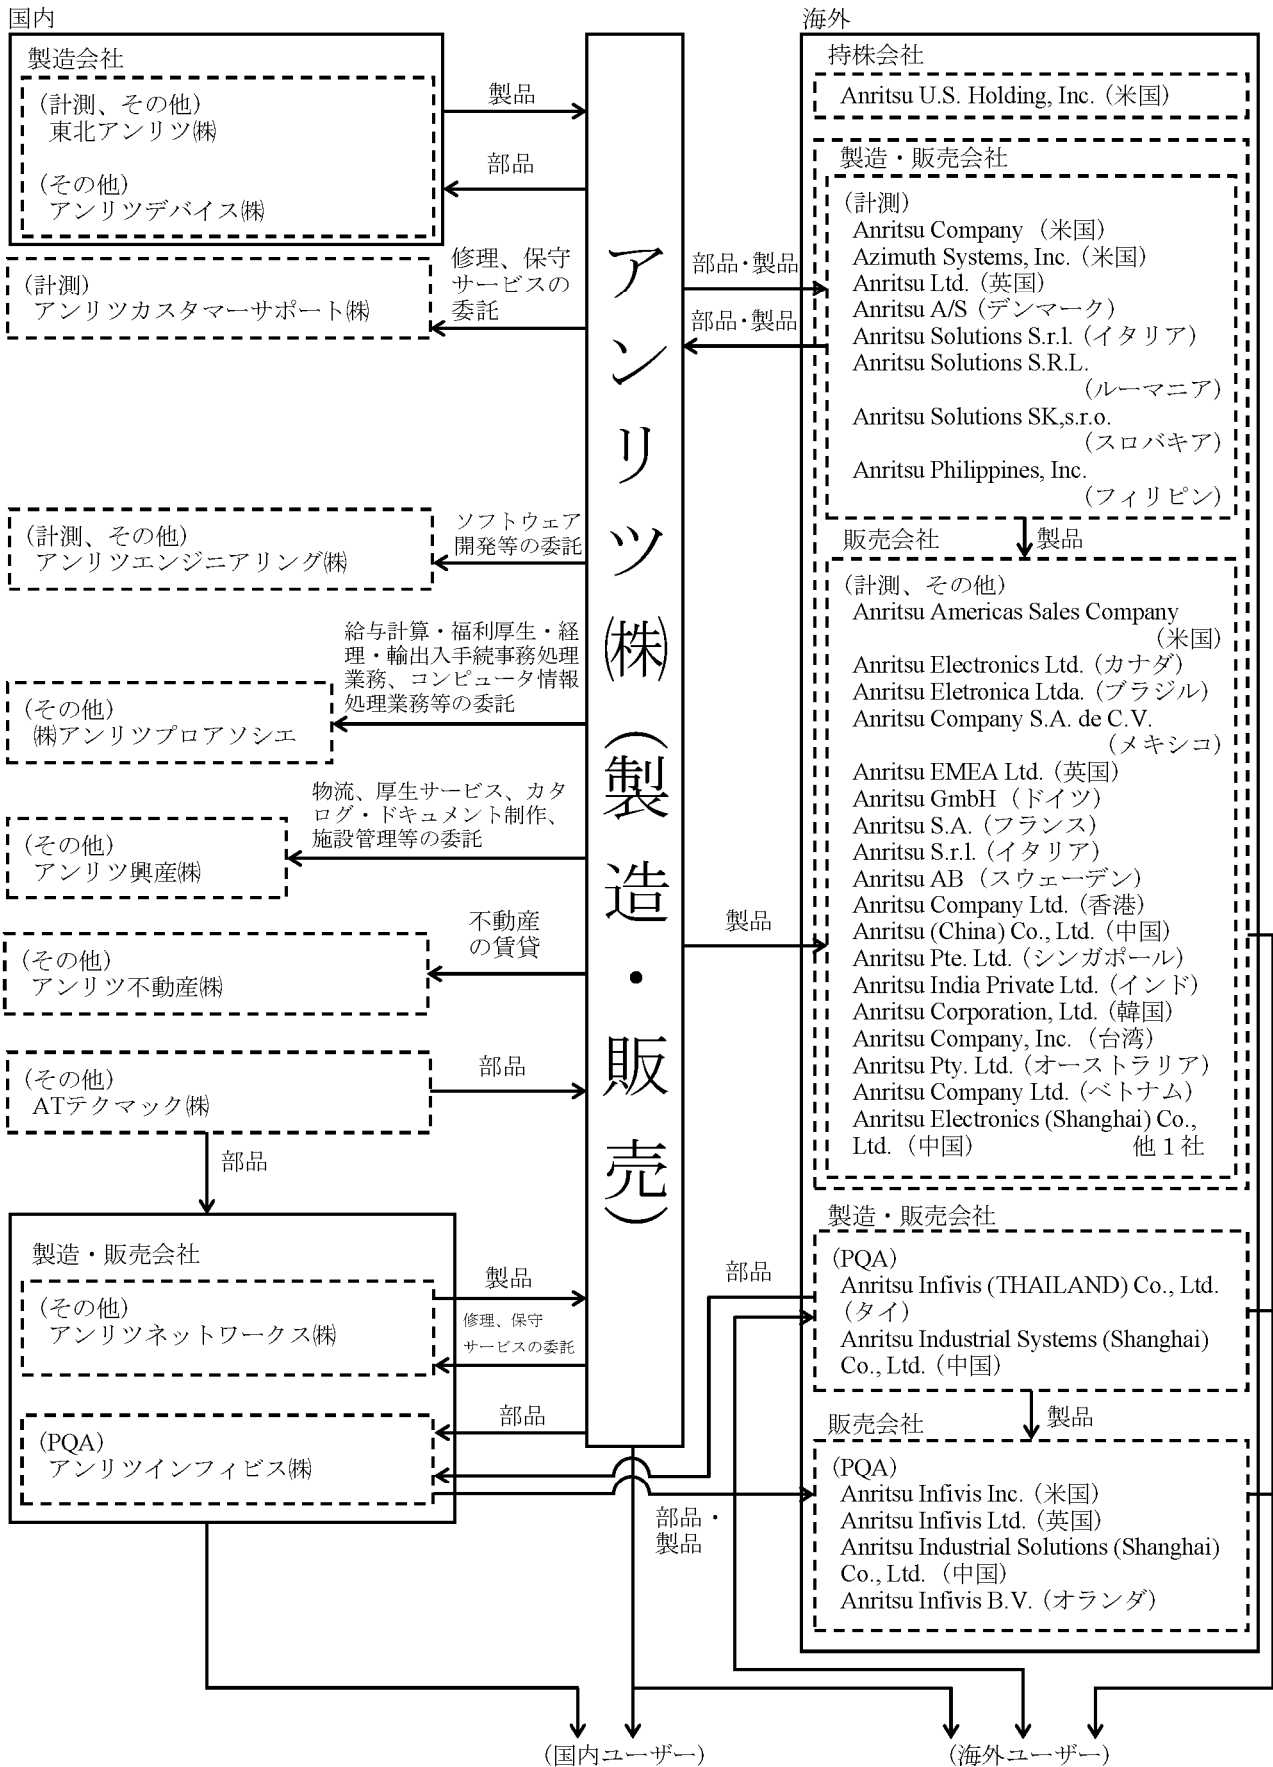 国内
製造会社
(計測、その他)
東北アンリツ㈱
(その他)
アンリツデバイス㈱
製品
部品
(計測)
アンリツカスタマーサポート㈱
修理、保守
サービスの
委託
(計測、その他)
アンリツエンジニアリング㈱
ソフトウェア
開発等の委託
給与計算・福利厚生・経
理・輸出入手続事務処理
業務、コンピュータ情報
処理業務等の委託
(その他)
㈱アンリツプロアソシエ
物流、厚生サービス、カタ
ログ・ドキュメント制作、
施設管理等の委託
(その他)
アンリツ興産㈱
不動産
の賃貸
(その他)
アンリツ不動産㈱
(その他)
ATテクマック㈱
部品
部品
製造・販売会社
(その他)
アンリツネットワークス㈱
製品
修理、保守
サービスの委託
(PQA)
アンリツインフィビス㈱
部品
アンリツ㈱(製造・販売)
部品・製品
部品・製品
製品
部品
部品・
製品
海外
持株会社
Anritsu U.S. Holding, Inc. (米国)
製造・販売会社
(計測)
Anritsu Company (米国)
Azimuth Systems, Inc. (米国)
Anritsu Ltd. (英国)
Anritsu A/S (デンマーク)
Anritsu Solutions S.r.l. (イタリア)
Anritsu Solutions S.R.L.
(ルーマニア)
Anritsu Solutions SK,s.r.o.
(スロバキア)
Anritsu Philippines, Inc.
(フィリピン)
販売会社
製品
(計測、その他)
Anritsu Americas Sales Company
(米国)
Anritsu Electronics Ltd. (カナダ)
Anritsu Eletronica Ltda. (ブラジル)
Anritsu Company S.A. de C.V.
(メキシコ)
Anritsu EMEA Ltd. (英国)
Anritsu GmbH (ドイツ)
Anritsu S.A. (フランス)
Anritsu S.r.l. (イタリア)
Anritsu AB (スウェーデン)
Anritsu Company Ltd. (香港)
Anritsu (China) Co., Ltd. (中国)
Anritsu Pte. Ltd. (シンガポール)
Anritsu India Private Ltd. (インド)
Anritsu Corporation, Ltd. (韓国)
Anritsu Company, Inc. (台湾)
Anritsu Pty. Ltd. (オーストラリア)
Anritsu Company Ltd. (ベトナム)
Anritsu Electronics (Shanghai) Co.,
Ltd. (中国) 他１社
製造・販売会社
(PQA)
Anritsu Infivis (THAILAND) Co., Ltd.
(タイ)
Anritsu Industrial Systems (Shanghai)
Co., Ltd. (中国)
販売会社
製品
(PQA)
Anritsu Infivis Inc. (米国)
Anritsu Infivis Ltd. (英国)
Anritsu Industrial Solutions (Shanghai)
Co., Ltd. (中国)
Anritsu Infivis B.V. (オランダ)
(国内ユーザー)
(海外ユーザー)